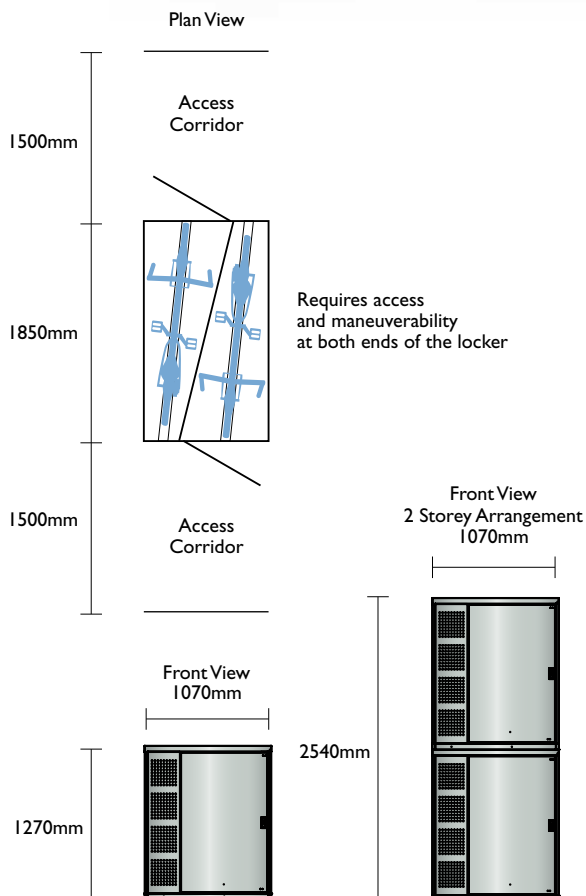 Plan View
Access
Corridor
1500mm
1850mm
Requires access
and maneuverability
at both ends of the locker
1500mm
Access
Corridor
Front View
2 Storey Arrangement
1070mm
Front View
1070mm
2540mm
1270mm